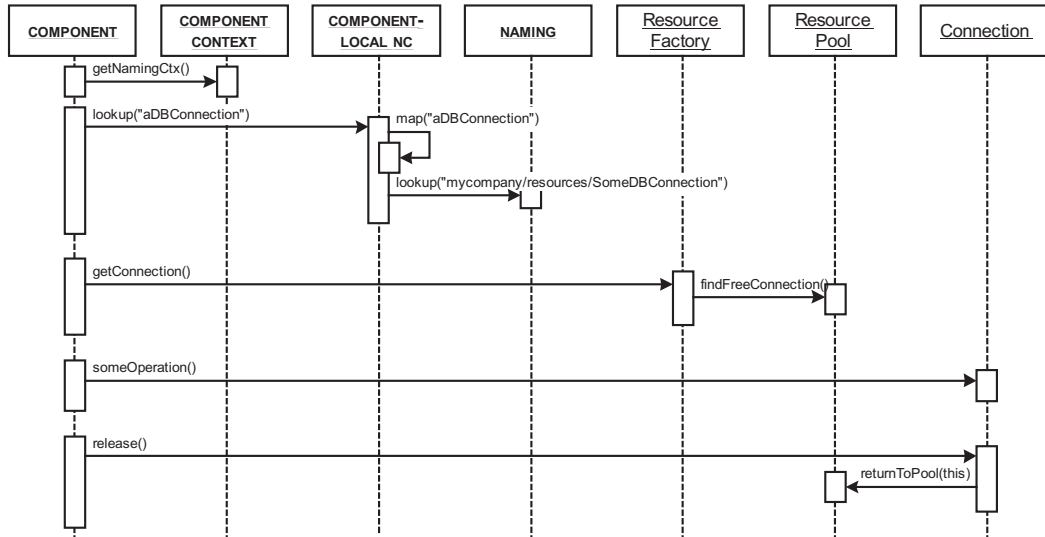 COMPONENT
COMPONENT
CONTEXT
COMPONENT-
LOCAL NC
NAMING
Resource
Factory
Resource
Pool
Connection
getNamingCtx()
lookup("aDBConnection")
map("aDBConnection")
lookup("mycompany/resources/SomeDBConnection")
getConnection()
findFreeConnection()
someOperation()
release()
returnToPool(this)